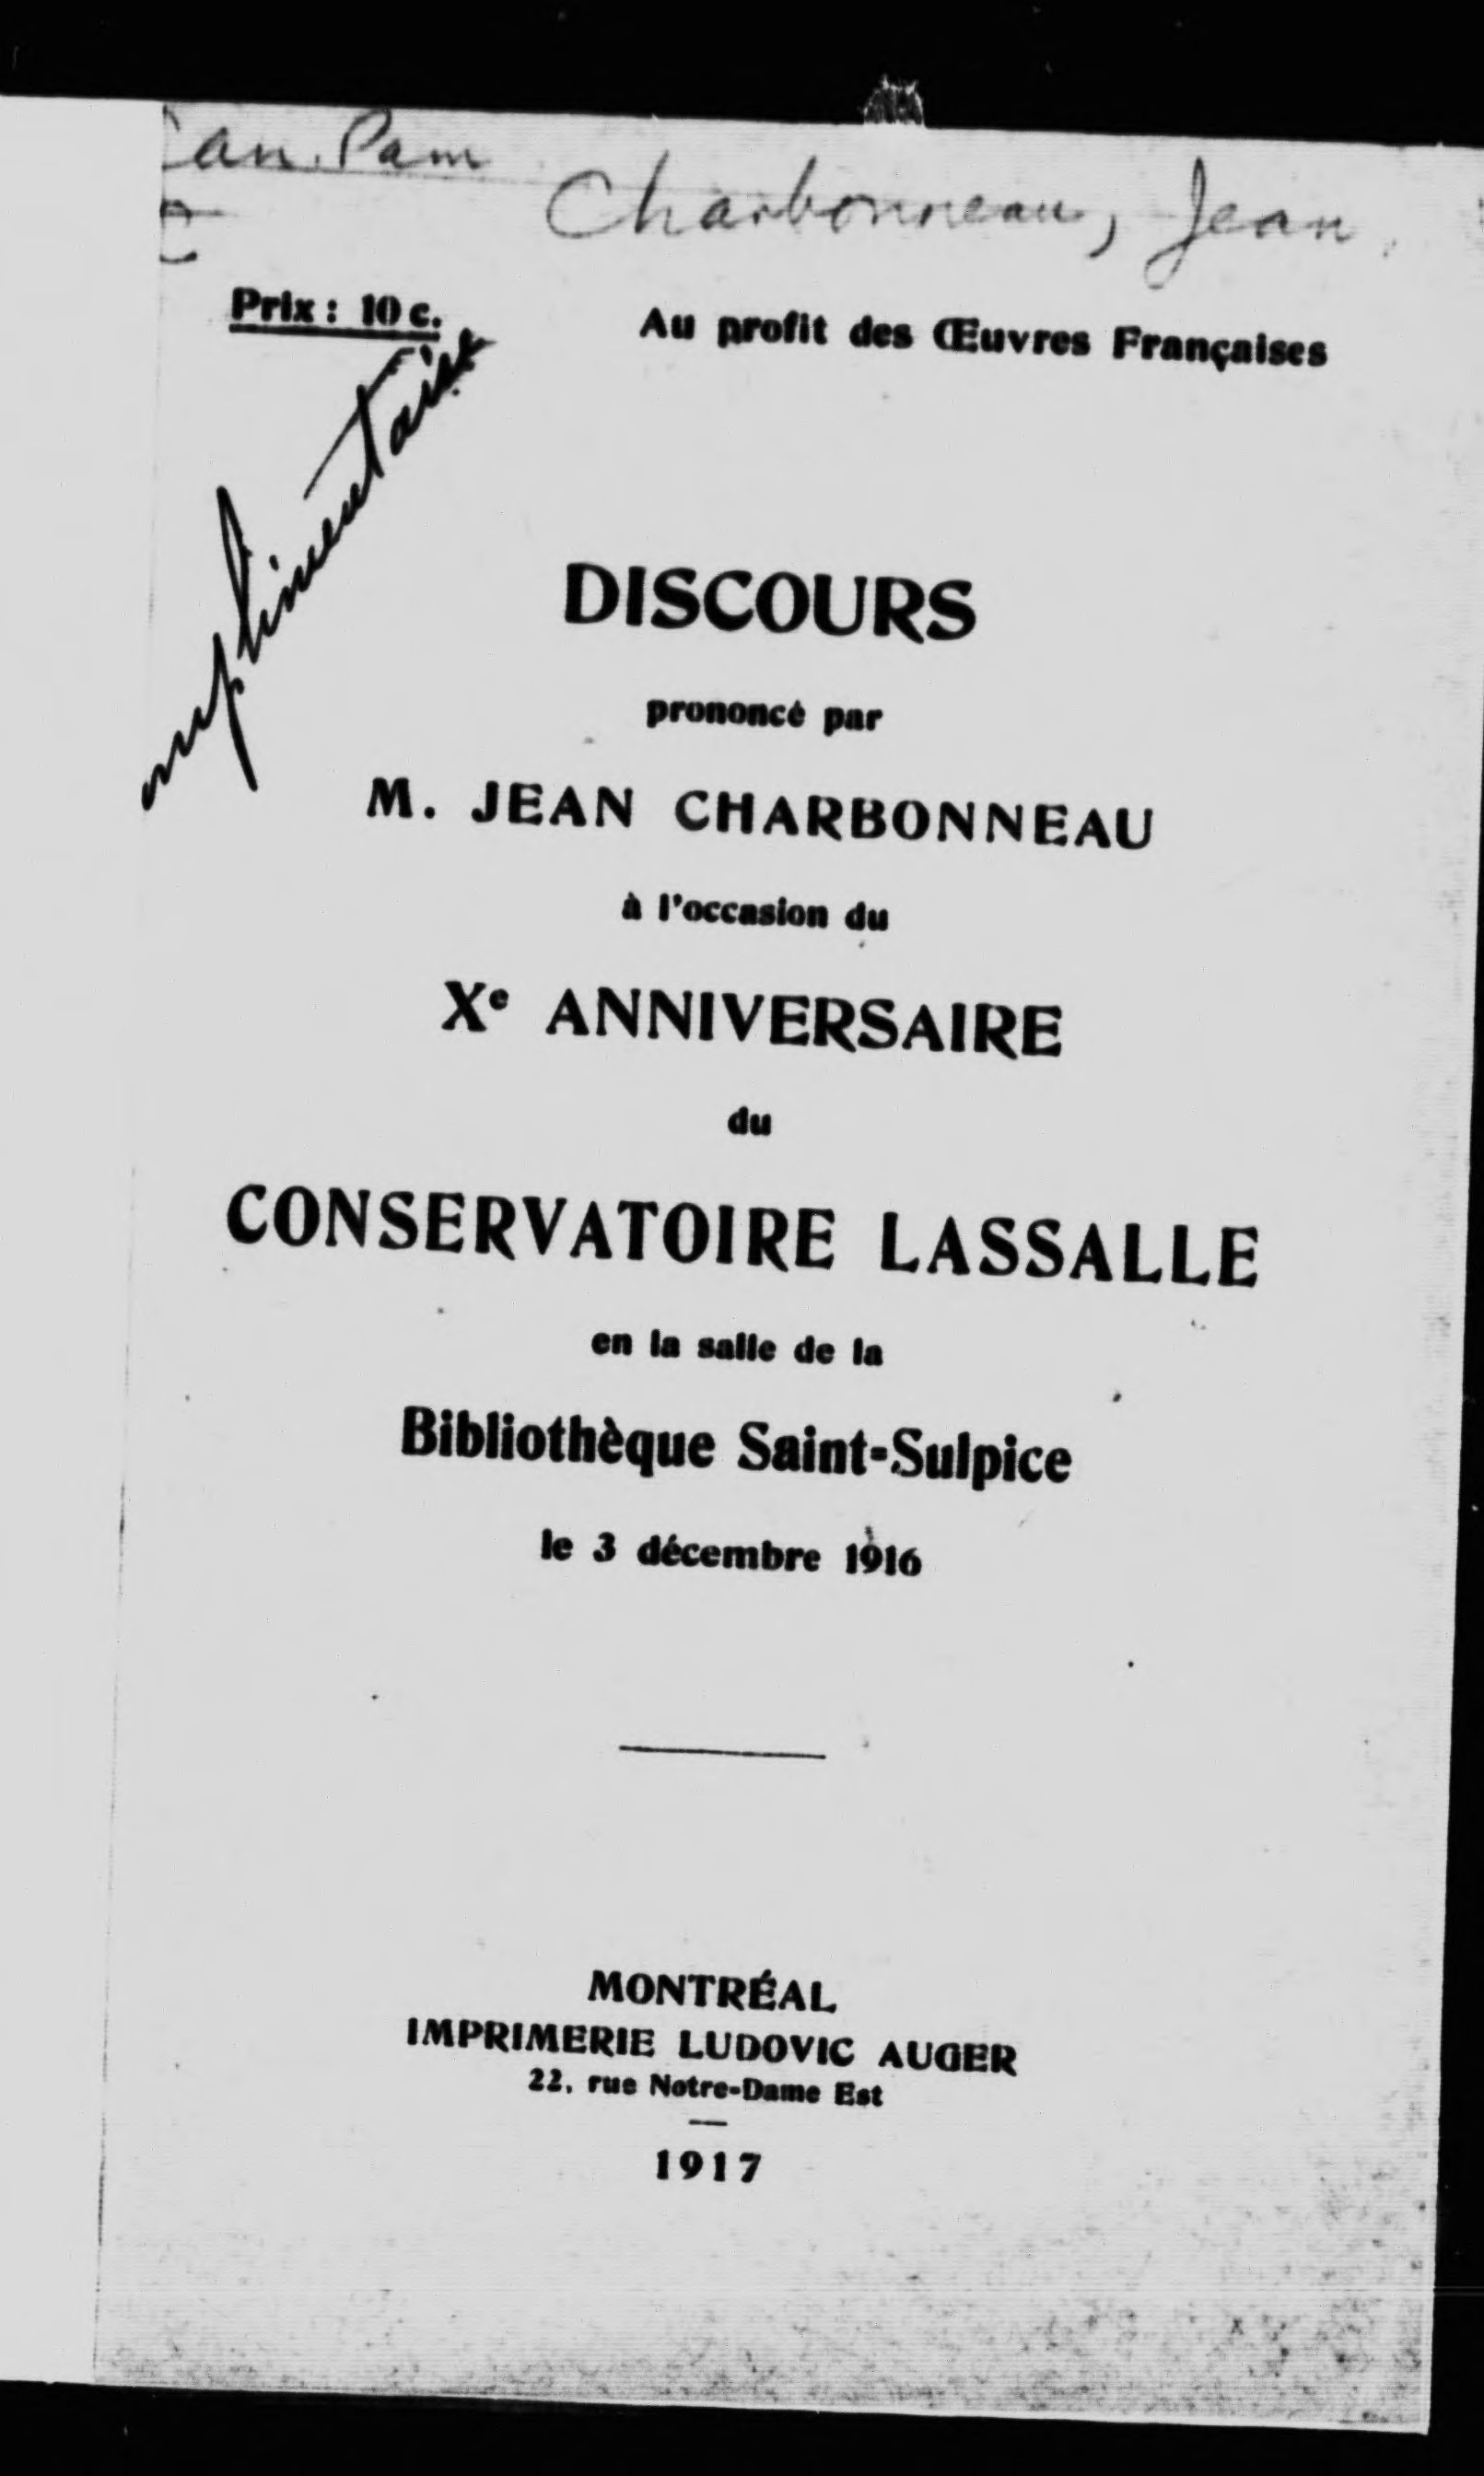 an. Pam
Charbonneau, Jean.
C
Prix : 10 c.
Au profit des Œuvres Françaises
mplimentaire
DISCOURS
prononcé par
M. JEAN CHARBONNEAU
à l'occasion du
Xe ANNIVERSAIRE
du
CONSERVATOIRE LASSALLE
en la salle de la
Bibliothèque Saint-Sulpice
le 3 décembre 1916
MONTRÉAL
IMPRIMERIE LUDOVIC AUGER
22, rue Notre-Dame Est
1917